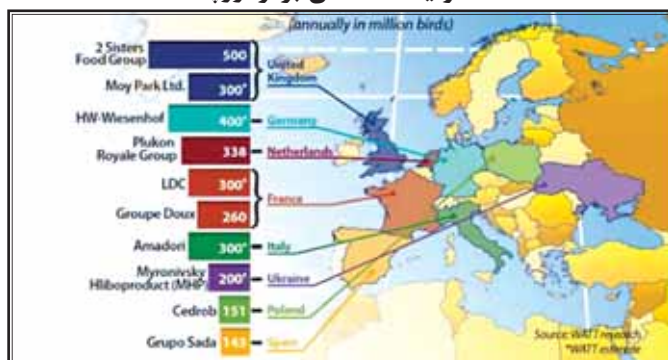 (annually in million birds)
2 Sisters
Food Group
500
United
Kingdom
Moy Park Ltd.
300*
HW-Wiesenhof
400*
Germany
Plukon
Royale Group
338
Netherlands
LDC
300*
France
Groupe Doux
260
Amadori
300*
Italy
Myronivsky
Hliboproduct (MHP)
200*
Ukraine
Cedrob
151
Poland
Grupo Sada
Spain
Source: WATT research
*WATT estimate